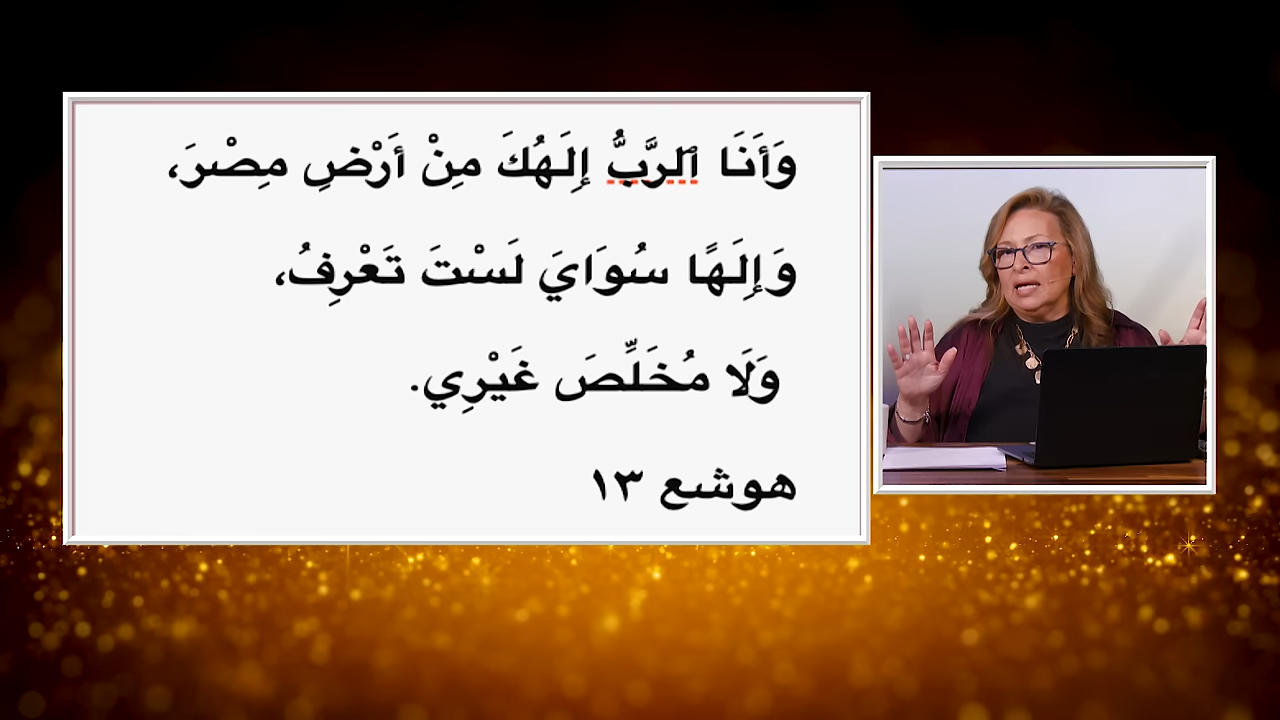 وَأَنَا ٱلرَّبُّ إِلَهُكَ مِنْ أَرْضِ مِصْرَ،
وَإِلَهًا سُوَايَ لَسْتَ تَعْرِفُ،
وَلَا مُخَلِّصَ غَيْرِي.
هوشع ١٣